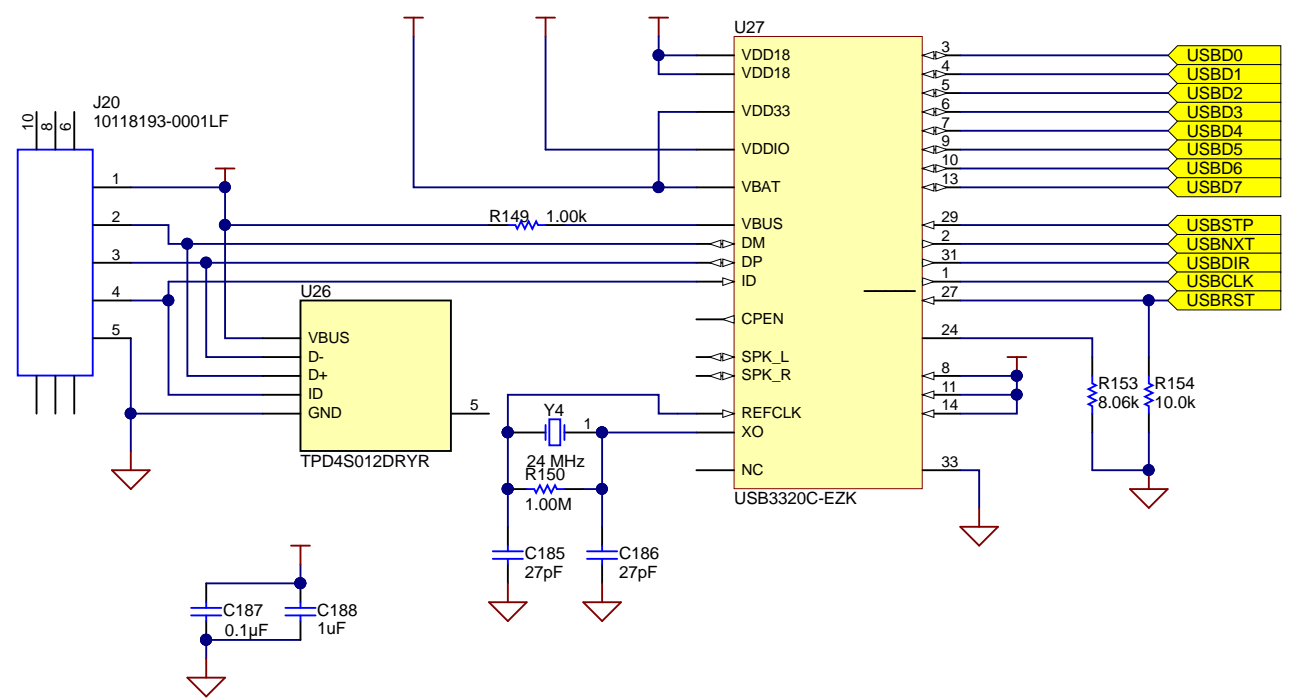 U27
VDD18
VDD18
VDD33
VDDIO
VBAT
VBUS
DM
DP
ID
CPEN
SPK_L
SPK_R
REFCLK
XO
NC
USB3320C-EZK
3 USBD0
4 USBD1
5 USBD2
6 USBD3
7 USBD4
9 USBD5
10 USBD6
13 USBD7
29 USBSTP
2 USBNXT
31 USBDIR
1 USBCLK
27 USBRST
24
8
11
14
33
R153
8.06k
R154
10.0k
J20
10118193-0001LF
10 8 6
1
2
3
4
5
R149 1.00k
U26
VBUS
D-
D+
ID
GND
5
TPD4S012DRYR
Y4
1
24 MHz
R150
1.00M
C185
27pF
C186
27pF
C187
0.1µF
C188
1uF